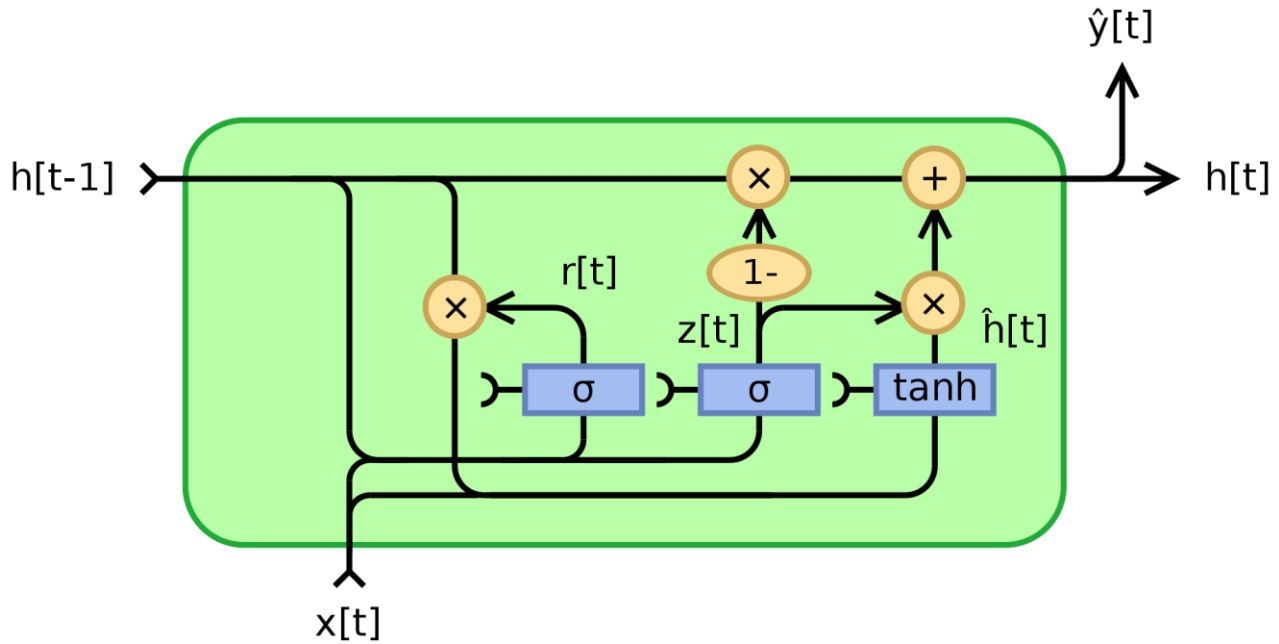 ŷ[t]
h[t-1]
×
+
h[t]
r[t]
1-
×
z[t]
×
ĥ[t]
σ
σ
tanh
x[t]